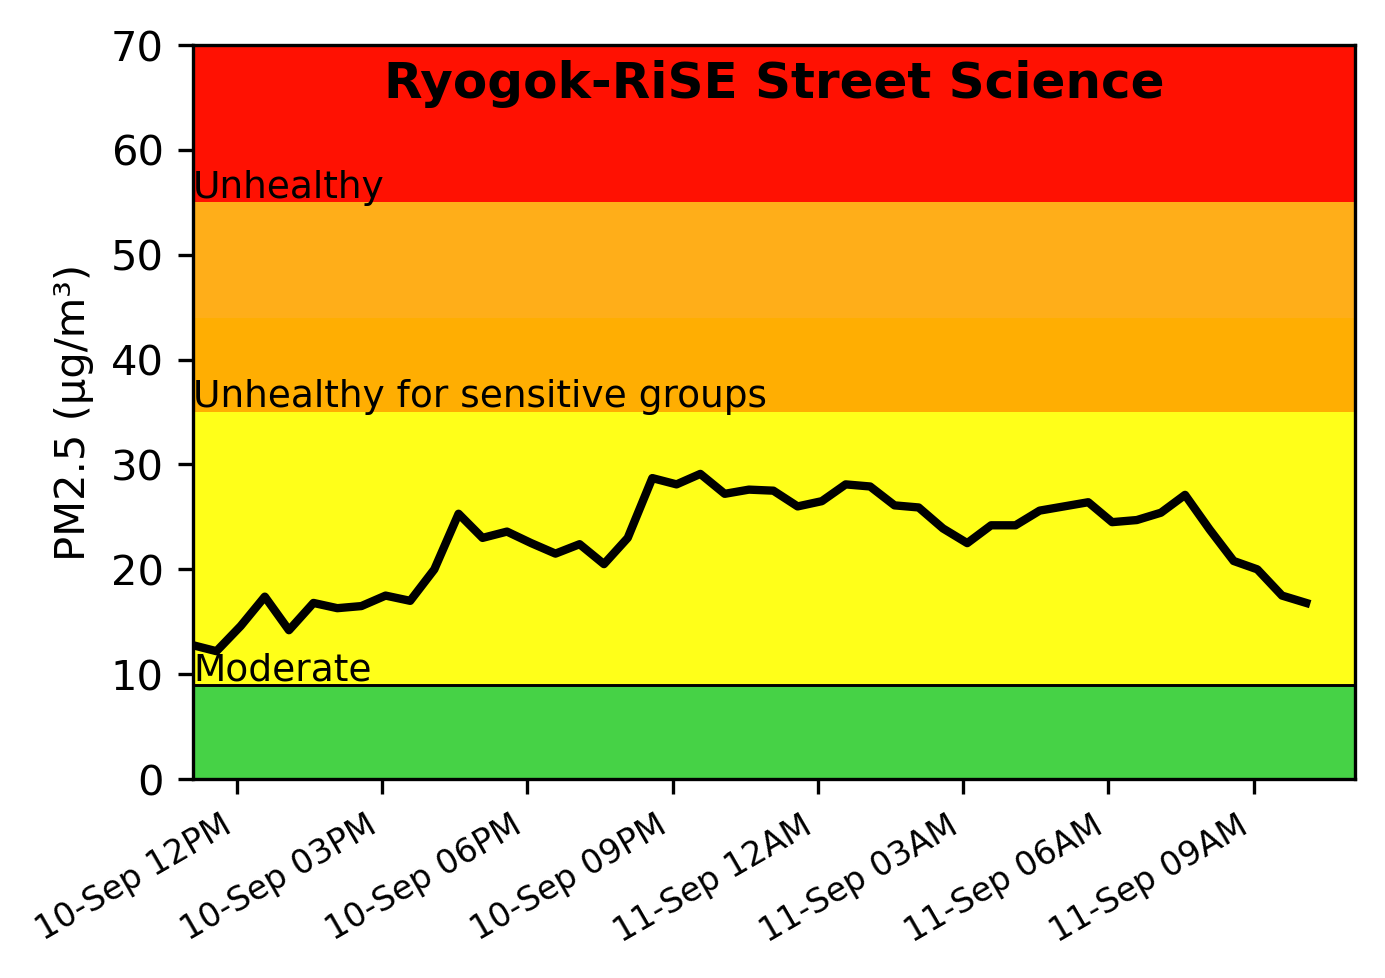 Ryogok-RiSE Street Science
70
60
50
40
30
20
10
0
PM2.5 (µg/m³)
Unhealthy
Unhealthy for sensitive groups
Moderate
10-Sep 12PM
10-Sep 03PM
10-Sep 06PM
10-Sep 09PM
11-Sep 12AM
11-Sep 03AM
11-Sep 06AM
11-Sep 09AM